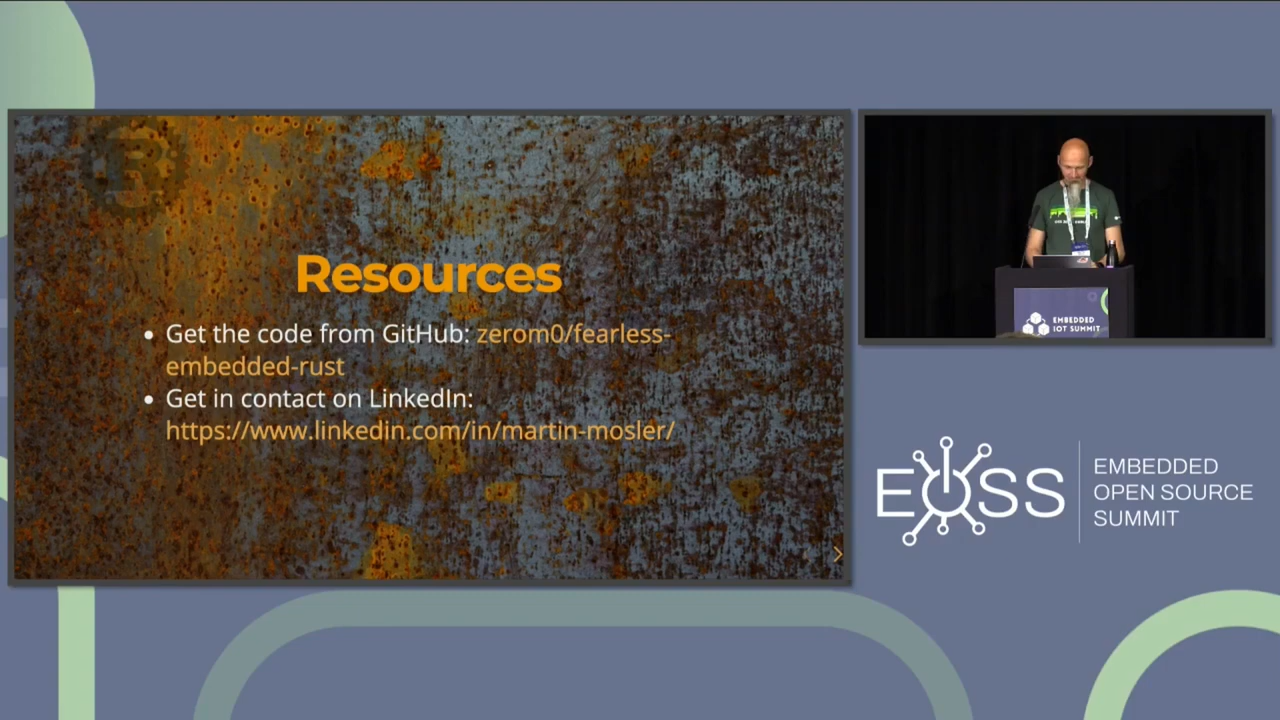 Resources
Get the code from GitHub: zerom0/fearless-
embedded-rust
Get in contact on LinkedIn:
https://www.linkedin.com/in/martin-mosler/
EMBEDDED
IOT SUMMIT
EOSS
EMBEDDED
OPEN SOURCE
SUMMIT